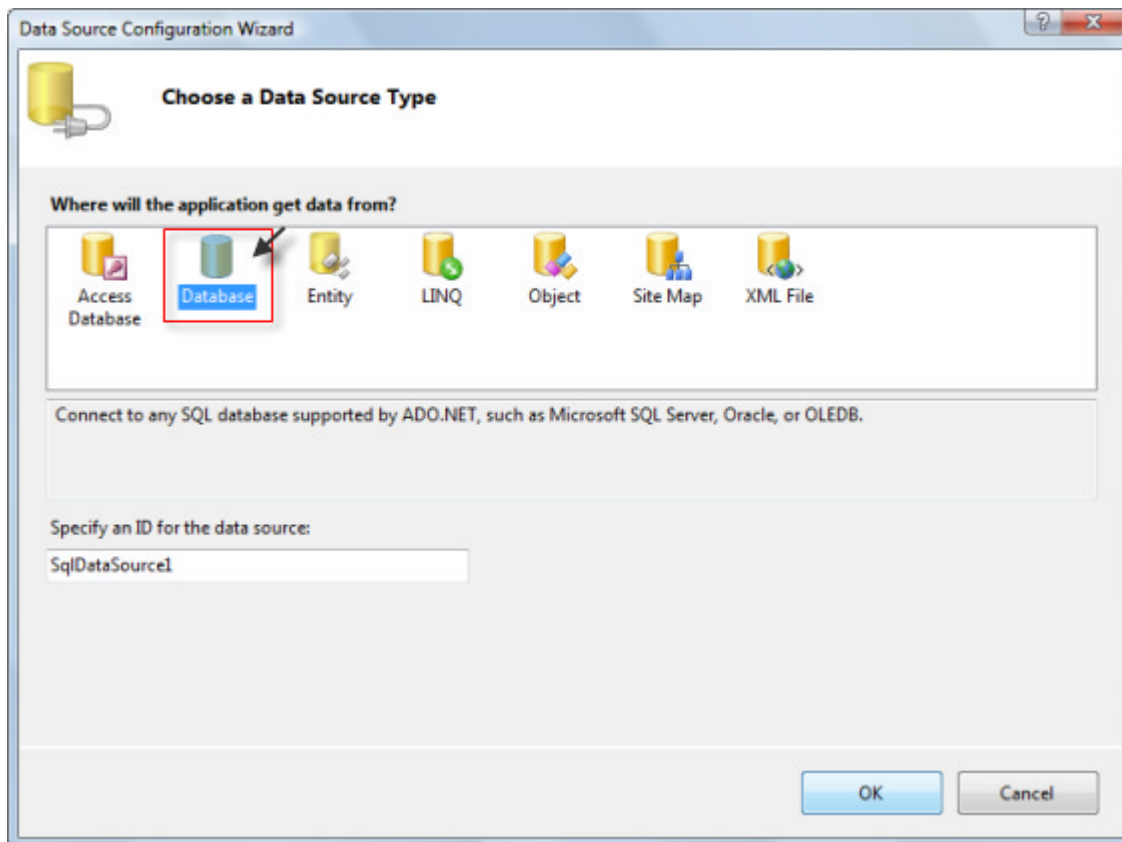 Data Source Configuration Wizard
Choose a Data Source Type
Where will the application get data from?
Access Database
Database
Entity
LINQ
Object
Site Map
XML File
Connect to any SQL database supported by ADO.NET, such as Microsoft SQL Server, Oracle, or OLEDB.
Specify an ID for the data source:
SqlDataSource1
OK
Cancel